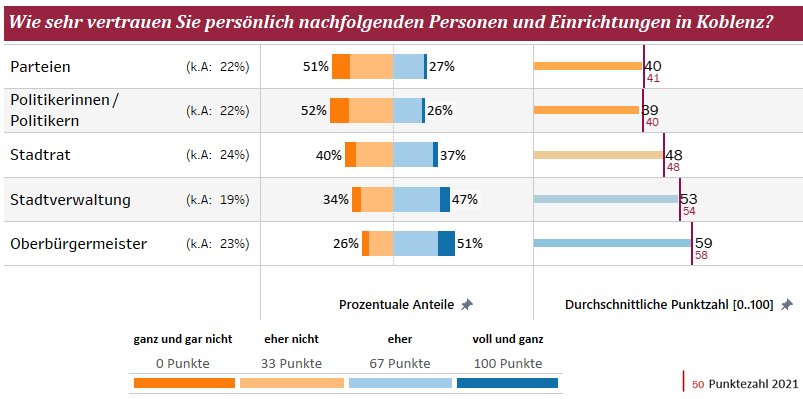 Wie sehr vertrauen Sie persönlich nachfolgenden Personen und Einrichtungen in Koblenz?
Parteien (k.A: 22%) 51% 27% 40 41
Politikerinnen / Politikern (k.A: 22%) 52% 26% 39 40
Stadtrat (k.A: 24%) 40% 37% 48 48
Stadtverwaltung (k.A: 19%) 34% 47% 53 54
Oberbürgermeister (k.A: 23%) 26% 51% 59 58
Prozentuale Anteile Durchschnittliche Punktzahl [0..100]
ganz und gar nicht eher nicht eher voll und ganz
0 Punkte 33 Punkte 67 Punkte 100 Punkte
50 Punktezahl 2021